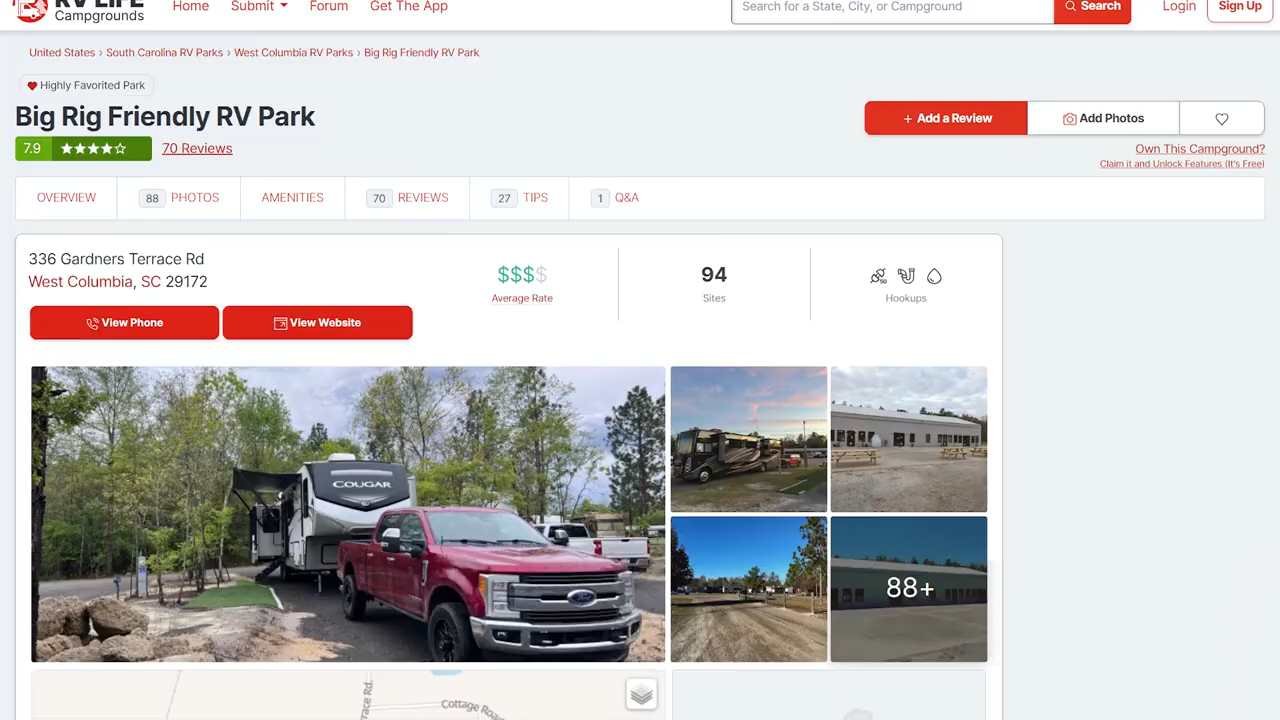 RV LIFE
Campgrounds
Home
Submit
Forum
Get The App
Search for a State, City, or Campground
Search
Login
Sign Up
United States › South Carolina RV Parks › West Columbia RV Parks › Big Rig Friendly RV Park
Highly Favorited Park
Big Rig Friendly RV Park
7.9
70 Reviews
+ Add a Review
Add Photos
Own This Campground?
Claim it and Unlock Features (It's Free)
OVERVIEW
88 PHOTOS
AMENITIES
70 REVIEWS
27 TIPS
1 Q&A
336 Gardners Terrace Rd
West Columbia, SC 29172
View Phone
View Website
$$$$
Average Rate
94
Sites
50
Hookups
COUGAR
Ford
88+
race Rd.
Cottage Road